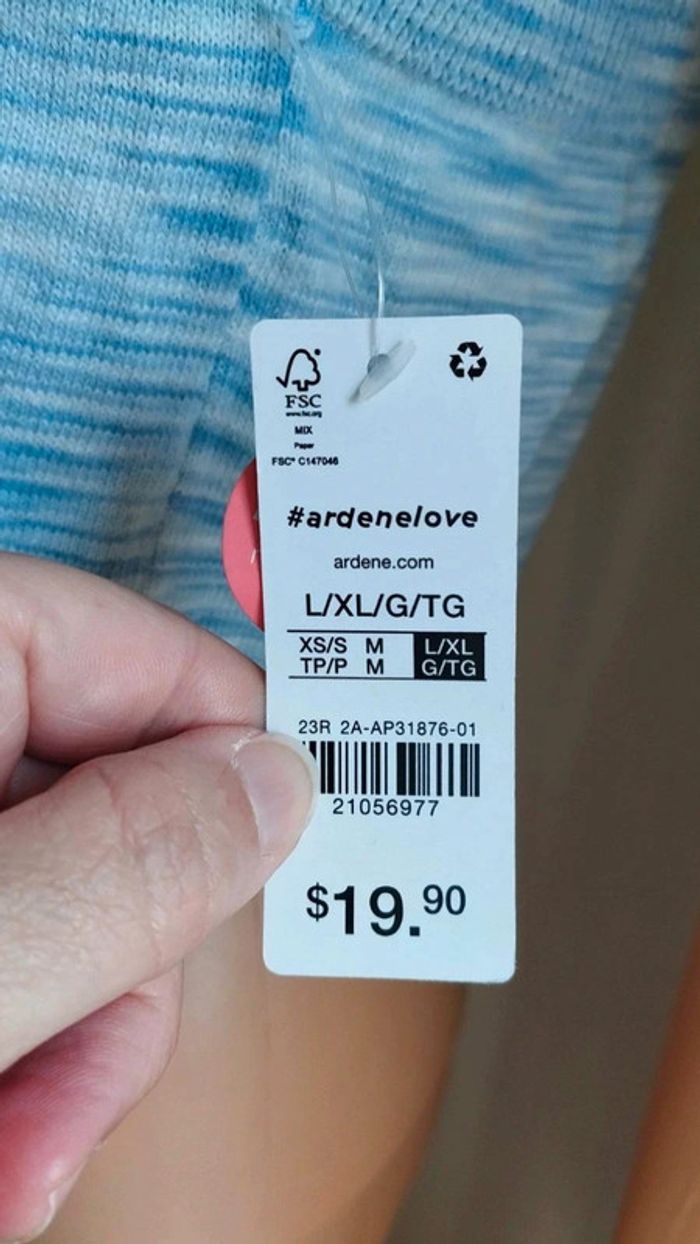 FSC
www.fsc.org
MIX
Paper
FSC® C147046
#ardenelove
ardene.com
L/XL/G/TG
XS/S M L/XL
TP/P M G/TG
23R 2A-AP31876-01
21056977
$19.90